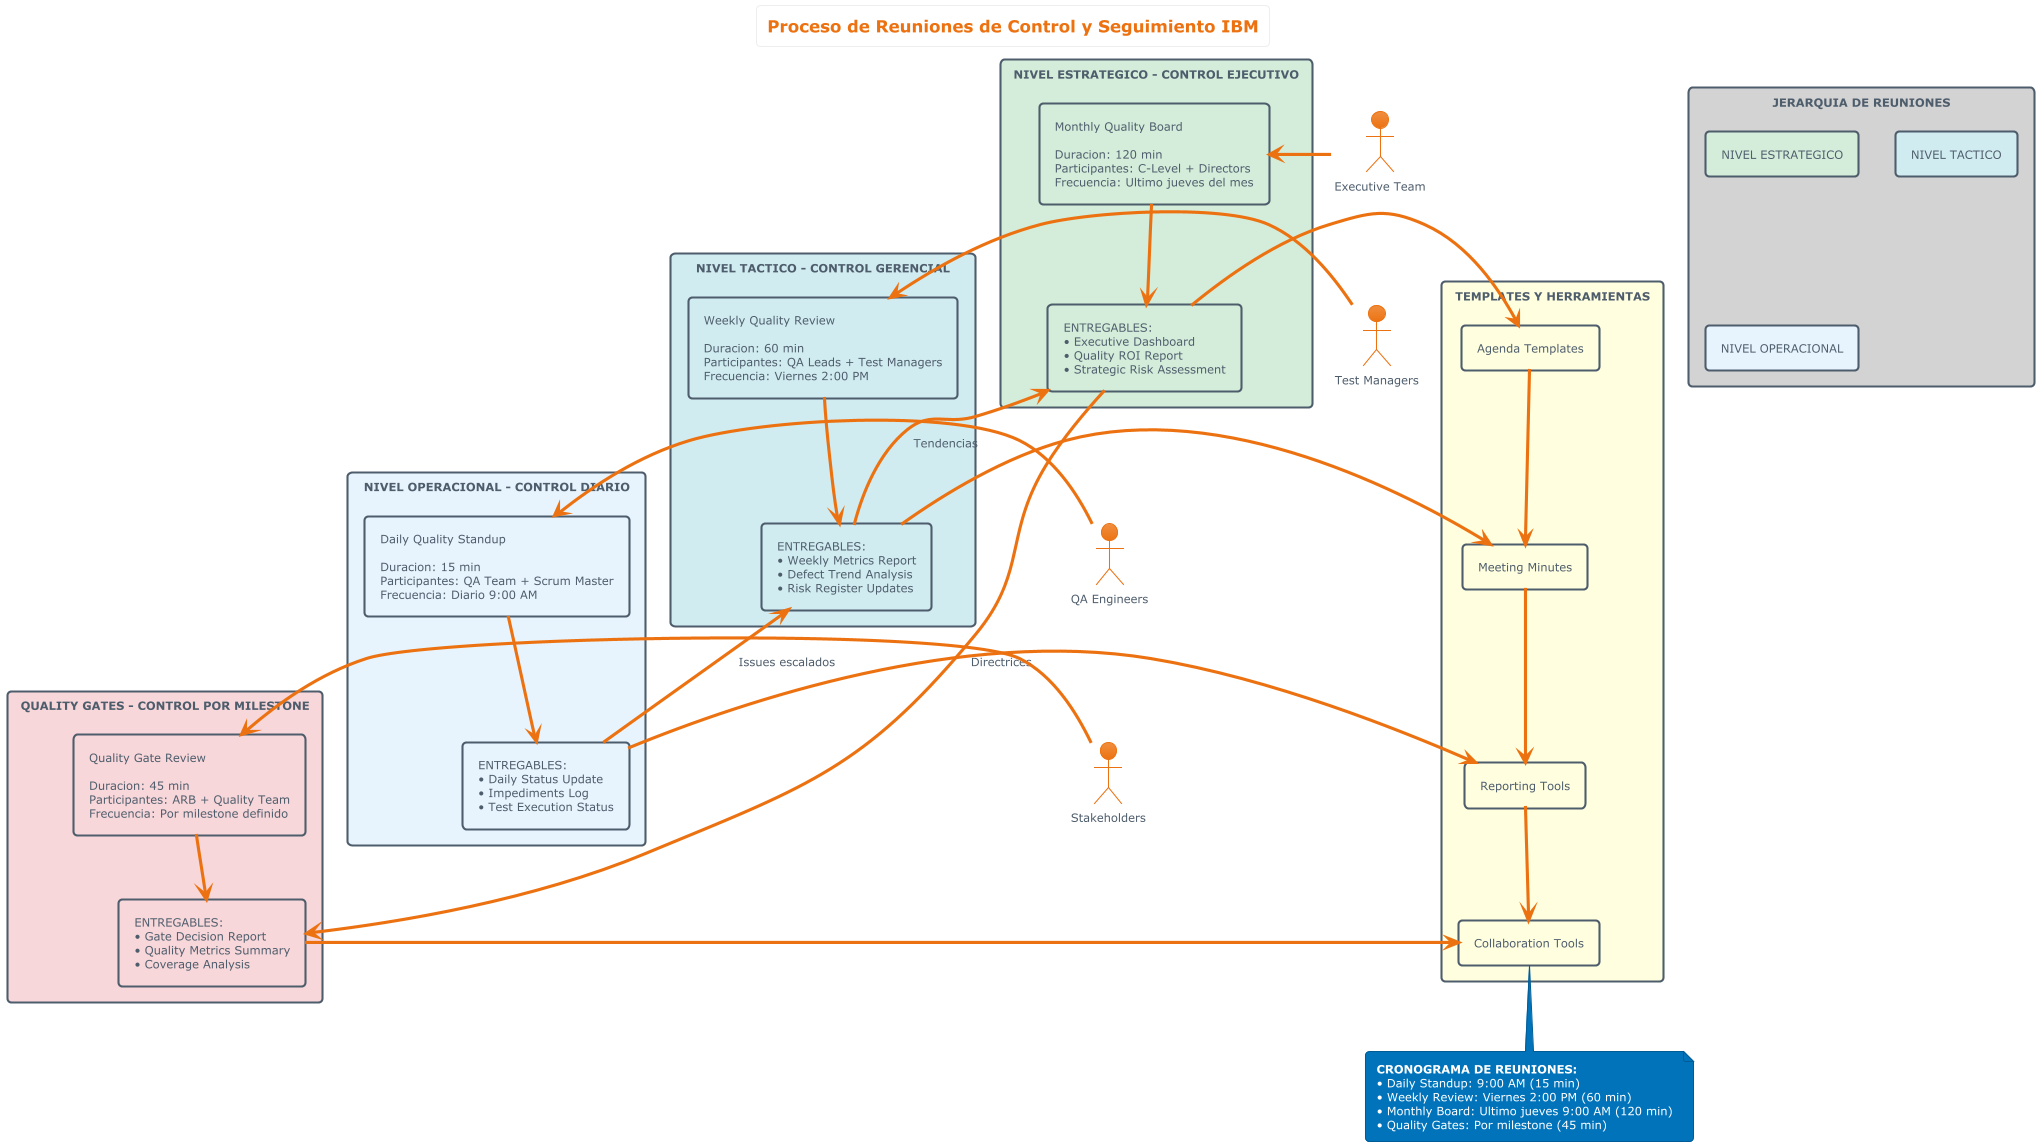 Proceso de Reuniones de Control y Seguimiento IBM
NIVEL ESTRATEGICO - CONTROL EJECUTIVO
Monthly Quality Board
Duracion: 120 min
Participantes: C-Level + Directors
Frecuencia: Ultimo jueves del mes
ENTREGABLES:
• Executive Dashboard
• Quality ROI Report
• Strategic Risk Assessment
Executive Team
Test Managers
JERARQUIA DE REUNIONES
NIVEL ESTRATEGICO
NIVEL TACTICO
NIVEL OPERACIONAL
NIVEL TACTICO - CONTROL GERENCIAL
Weekly Quality Review
Duracion: 60 min
Participantes: QA Leads + Test Managers
Frecuencia: Viernes 2:00 PM
Tendencias
ENTREGABLES:
• Weekly Metrics Report
• Defect Trend Analysis
• Risk Register Updates
QA Engineers
TEMPLATES Y HERRAMIENTAS
Agenda Templates
Meeting Minutes
Reporting Tools
Collaboration Tools
NIVEL OPERACIONAL - CONTROL DIARIO
Daily Quality Standup
Duracion: 15 min
Participantes: QA Team + Scrum Master
Frecuencia: Diario 9:00 AM
Issues escalados
Directrices
ENTREGABLES:
• Daily Status Update
• Impediments Log
• Test Execution Status
Stakeholders
QUALITY GATES - CONTROL POR MILESTONE
Quality Gate Review
Duracion: 45 min
Participantes: ARB + Quality Team
Frecuencia: Por milestone definido
ENTREGABLES:
• Gate Decision Report
• Quality Metrics Summary
• Coverage Analysis
CRONOGRAMA DE REUNIONES:
• Daily Standup: 9:00 AM (15 min)
• Weekly Review: Viernes 2:00 PM (60 min)
• Monthly Board: Ultimo jueves 9:00 AM (120 min)
• Quality Gates: Por milestone (45 min)